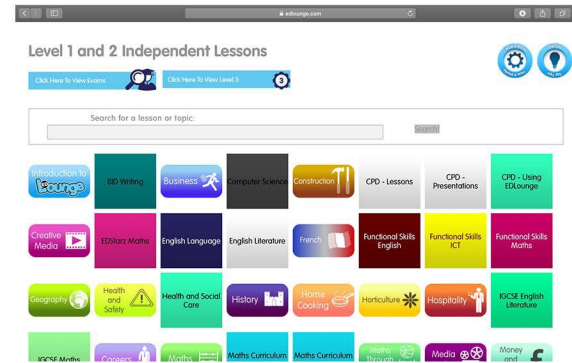 edlounge.com
Level 1 and 2 Independent Lessons
Click Here To View Exams
Click Here To View Level 3
3
Search for a lesson or topic:
Search!
Introduction to
Lounge
BID Writing
Business
Computer Science
Construction
CPD - Lessons
CPD -
Presentations
CPD - Using
EDLounge
Creative
Media
EDStarz Maths
English Language
English Literature
French
Functional Skills
English
Functional Skills
ICT
Functional Skills
Maths
Geography
Health
and
Safety
Health and Social
Care
History
Home
Cooking
Horticulture
Hospitality
IGCSE English
Literature
IGCSE Maths
Careers
Maths
Maths Curriculum
Maths Curriculum
Maths
Through
Media
Money
and